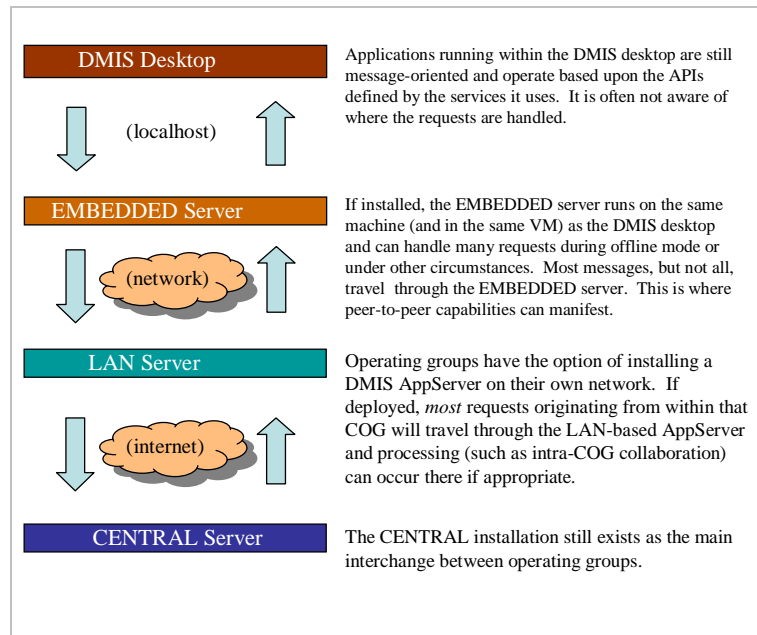 DMIS Desktop
Applications running within the DMIS desktop are still
message-oriented and operate based upon the APIs
defined by the services it uses.  It is often not aware of
where the requests are handled.
(localhost)
EMBEDDED Server
If installed, the EMBEDDED server runs on the same
machine (and in the same VM) as the DMIS desktop
and can handle many requests during offline mode or
under other circumstances.  Most messages, but not all,
travel  through the EMBEDDED server.  This is where
peer-to-peer capabilities can manifest.
(network)
LAN Server
Operating groups have the option of installing a
DMIS AppServer on their own network.  If
deployed, most requests originating from within that
COG will travel through the LAN-based AppServer
and processing (such as intra-COG collaboration)
can occur there if appropriate.
(internet)
CENTRAL Server
The CENTRAL installation still exists as the main
interchange between operating groups.